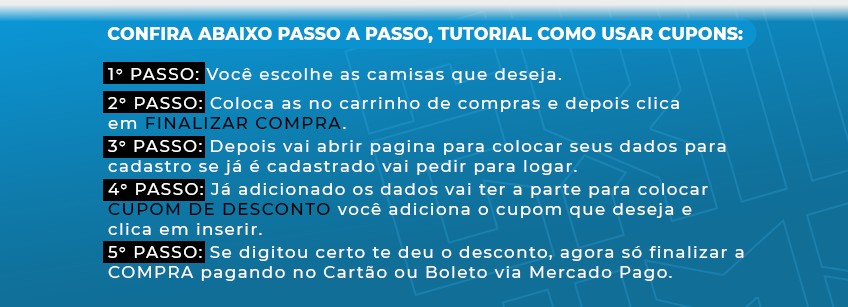 CONFIRA ABAIXO PASSO A PASSO, TUTORIAL COMO USAR CUPONS:
1° PASSO: Você escolhe as camisas que deseja.
2° PASSO: Coloca as no carrinho de compras e depois clica
em FINALIZAR COMPRA.
3° PASSO: Depois vai abrir pagina para colocar seus dados para
cadastro se já é cadastrado vai pedir para logar.
4° PASSO: Já adicionado os dados vai ter a parte para colocar
CUPOM DE DESCONTO você adiciona o cupom que deseja e
clica em inserir.
5° PASSO: Se digitou certo te deu o desconto, agora só finalizar a
COMPRA pagando no Cartão ou Boleto via Mercado Pago.